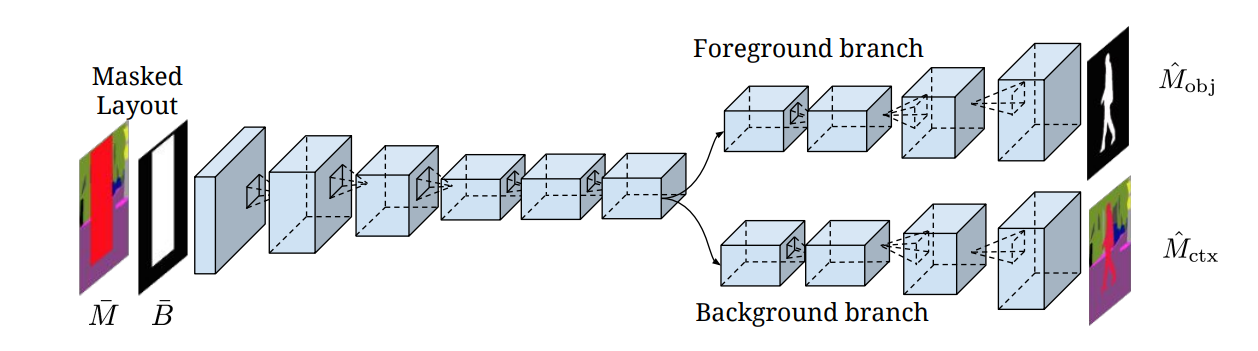 Masked
Layout
M̄
B̄
Foreground branch
M̂obj
Background branch
M̂ctx